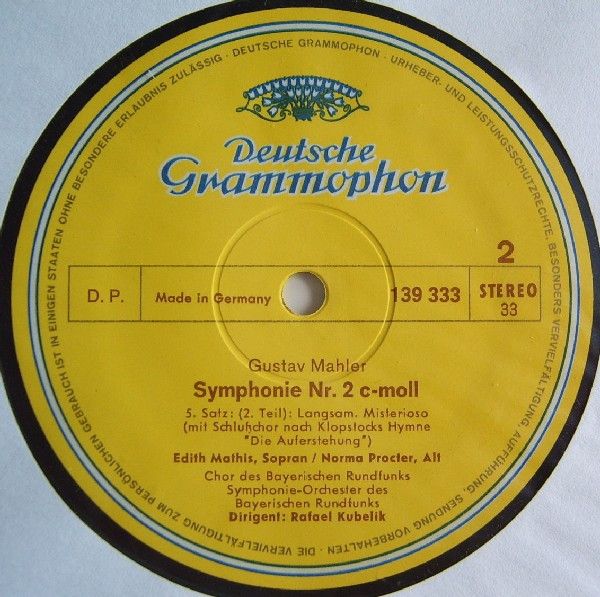 Deutsche
Grammophon
2
D. P.
Made in Germany
139 333
STEREO
33
Gustav Mahler
Symphonie Nr. 2 c-moll
5. Satz: (2. Teil): Langsam. Misterioso
(mit Schlußchor nach Klopstocks Hymne
"Die Auferstehung")
Edith Mathis, Sopran / Norma Procter, Alt
Chor des Bayerischen Rundfunks
Symphonie-Orchester des
Bayerischen Rundfunks
Dirigent: Rafael Kubelik
DEUTSCHE GRAMMOPHON · URHEBER- UND LEISTUNGSSCHUTZRECHTE, BESONDERS VERVIELFÄLTIGUNG, AUFFÜHRUNG, SENDUNG VORBEHALTEN · DIE VERVIELFÄLTIGUNG ZUM PERSÖNLICHEN GEBRAUCH IST IN EINIGEN STAATEN OHNE BESONDERE ERLAUBNIS ZULÄSSIG ·